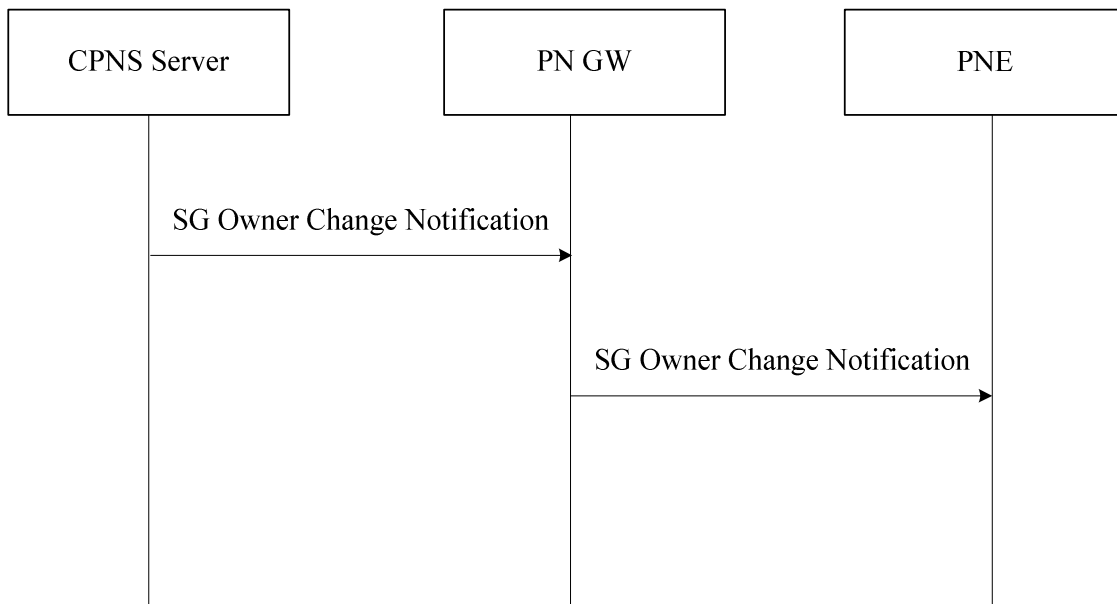 CPNS Server
PN GW
PNE
SG Owner Change Notification
SG Owner Change Notification